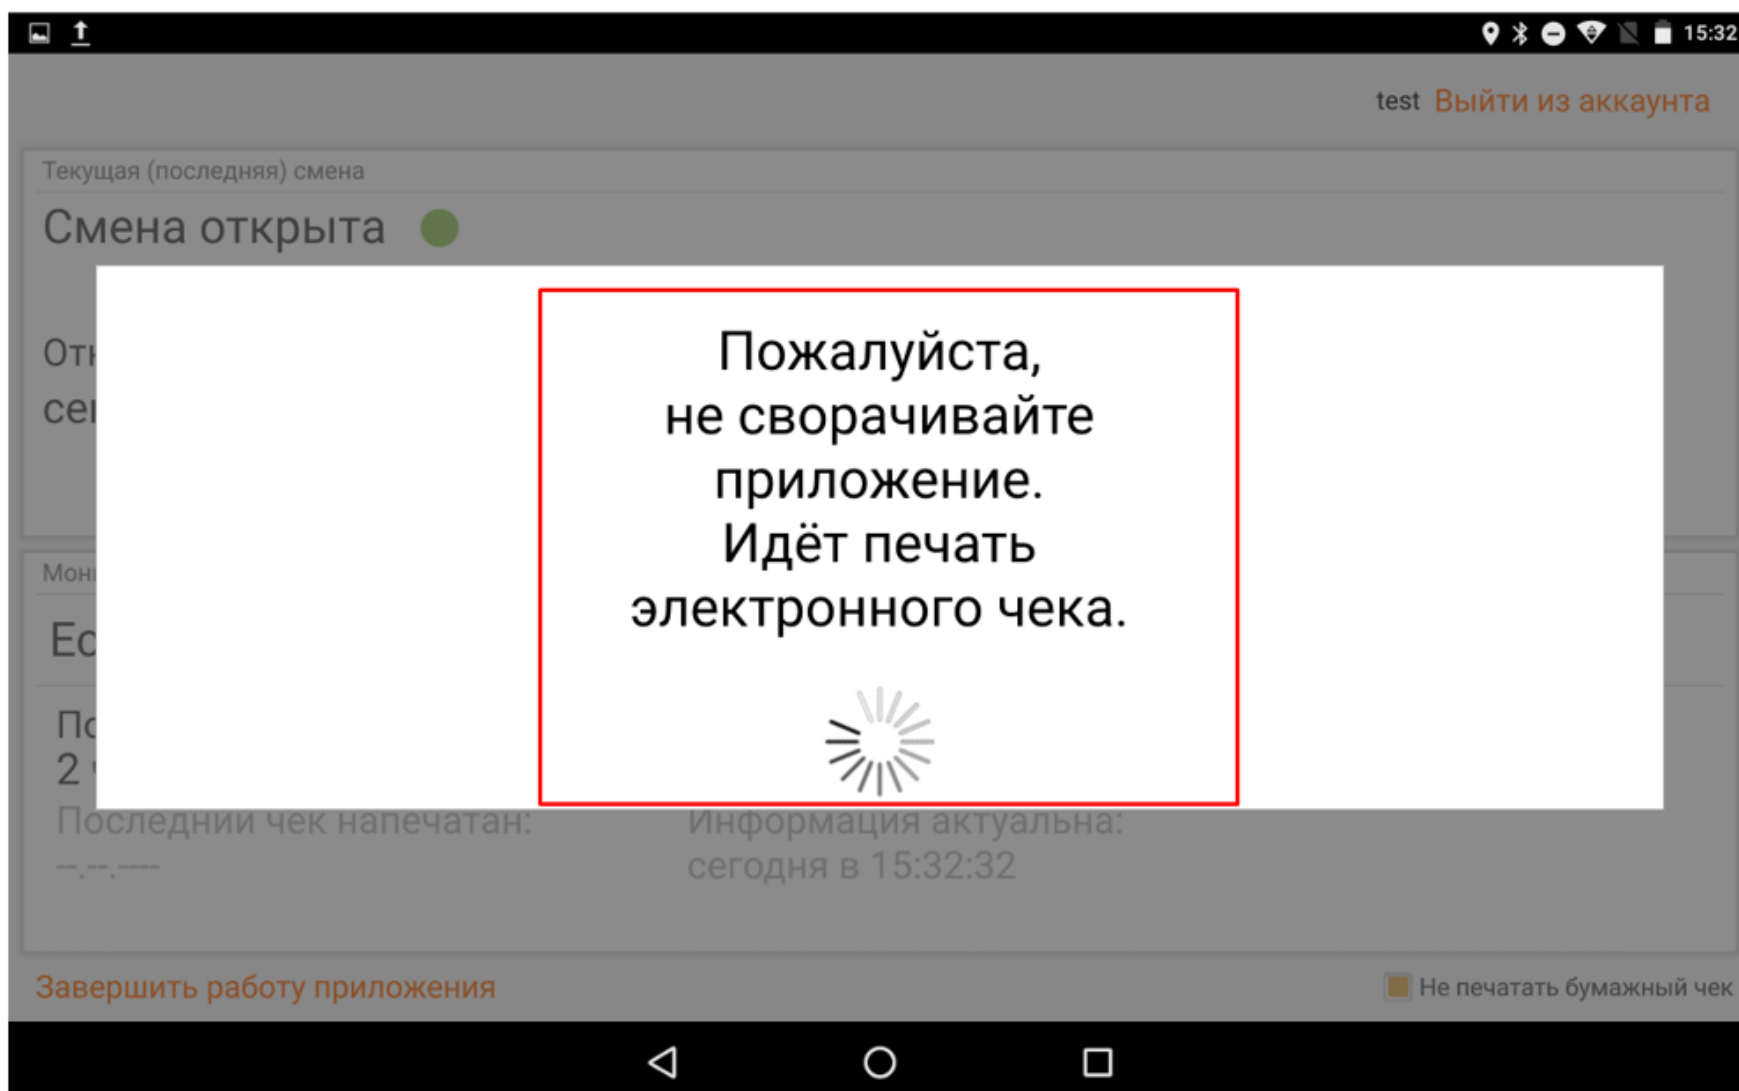 15:32
test Выйти из аккаунта
Текущая (последняя) смена
Смена открыта
Пожалуйста,
не сворачивайте
приложение.
Идёт печать
электронного чека.
2
Последний чек напечатан:
--.--.----
Информация актуальна:
сегодня в 15:32:32
Завершить работу приложения
Не печатать бумажный чек